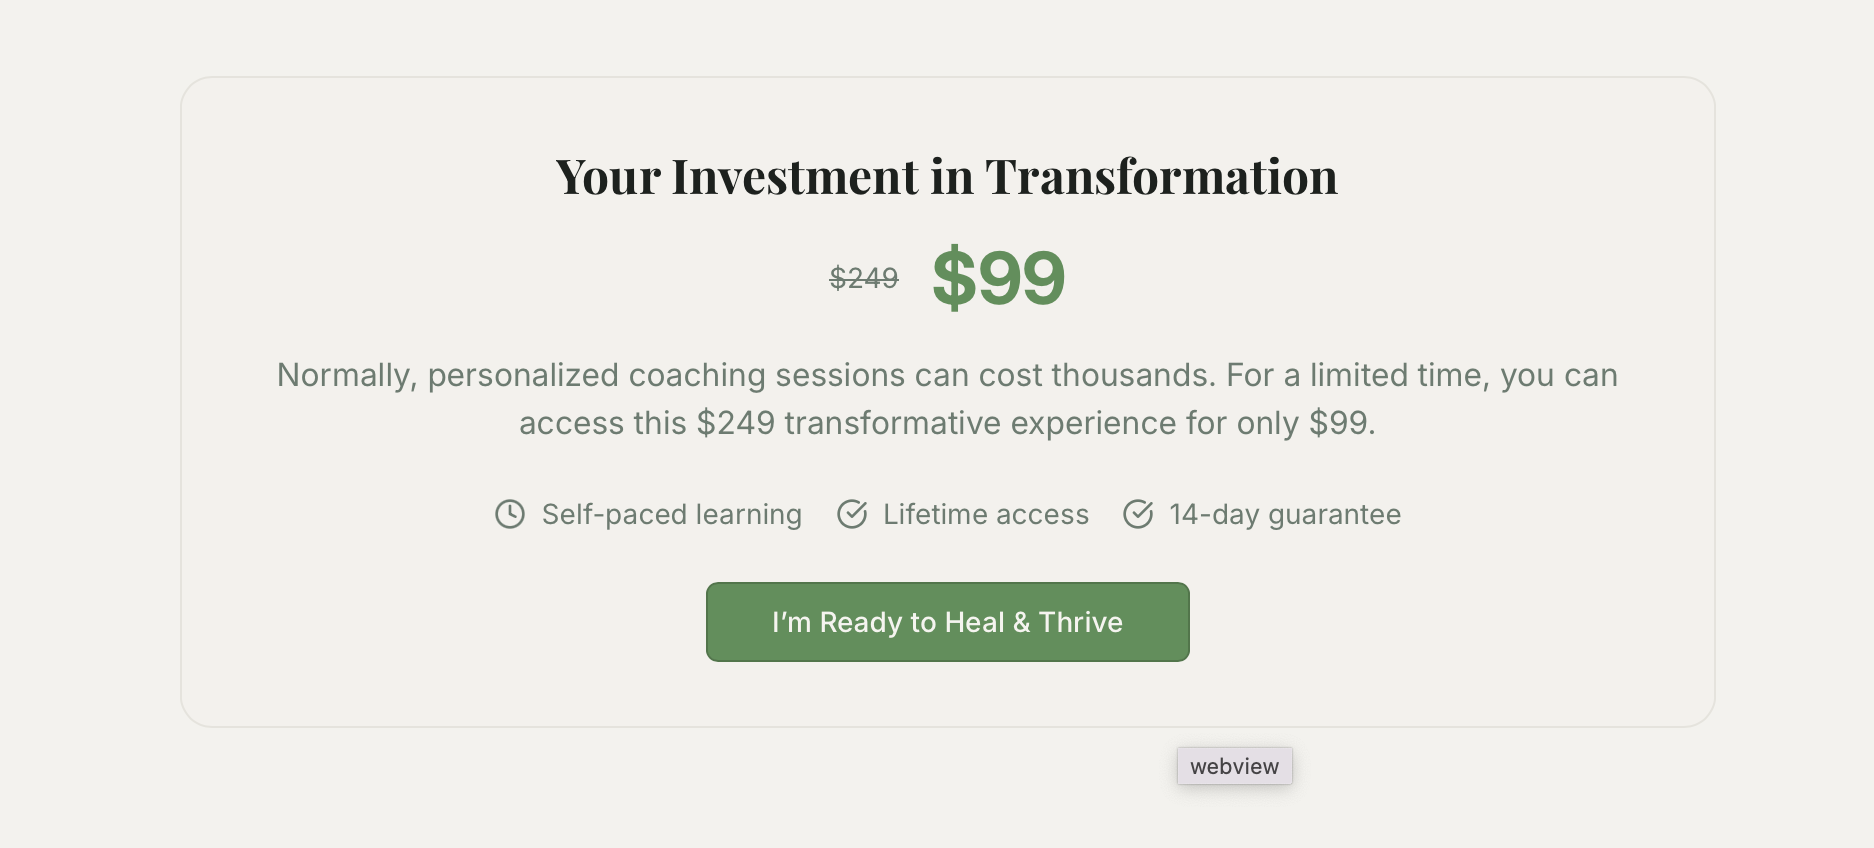 Your Investment in Transformation
$249 $99
Normally, personalized coaching sessions can cost thousands. For a limited time, you can
access this $249 transformative experience for only $99.
Self-paced learning Lifetime access 14-day guarantee
I’m Ready to Heal & Thrive
webview